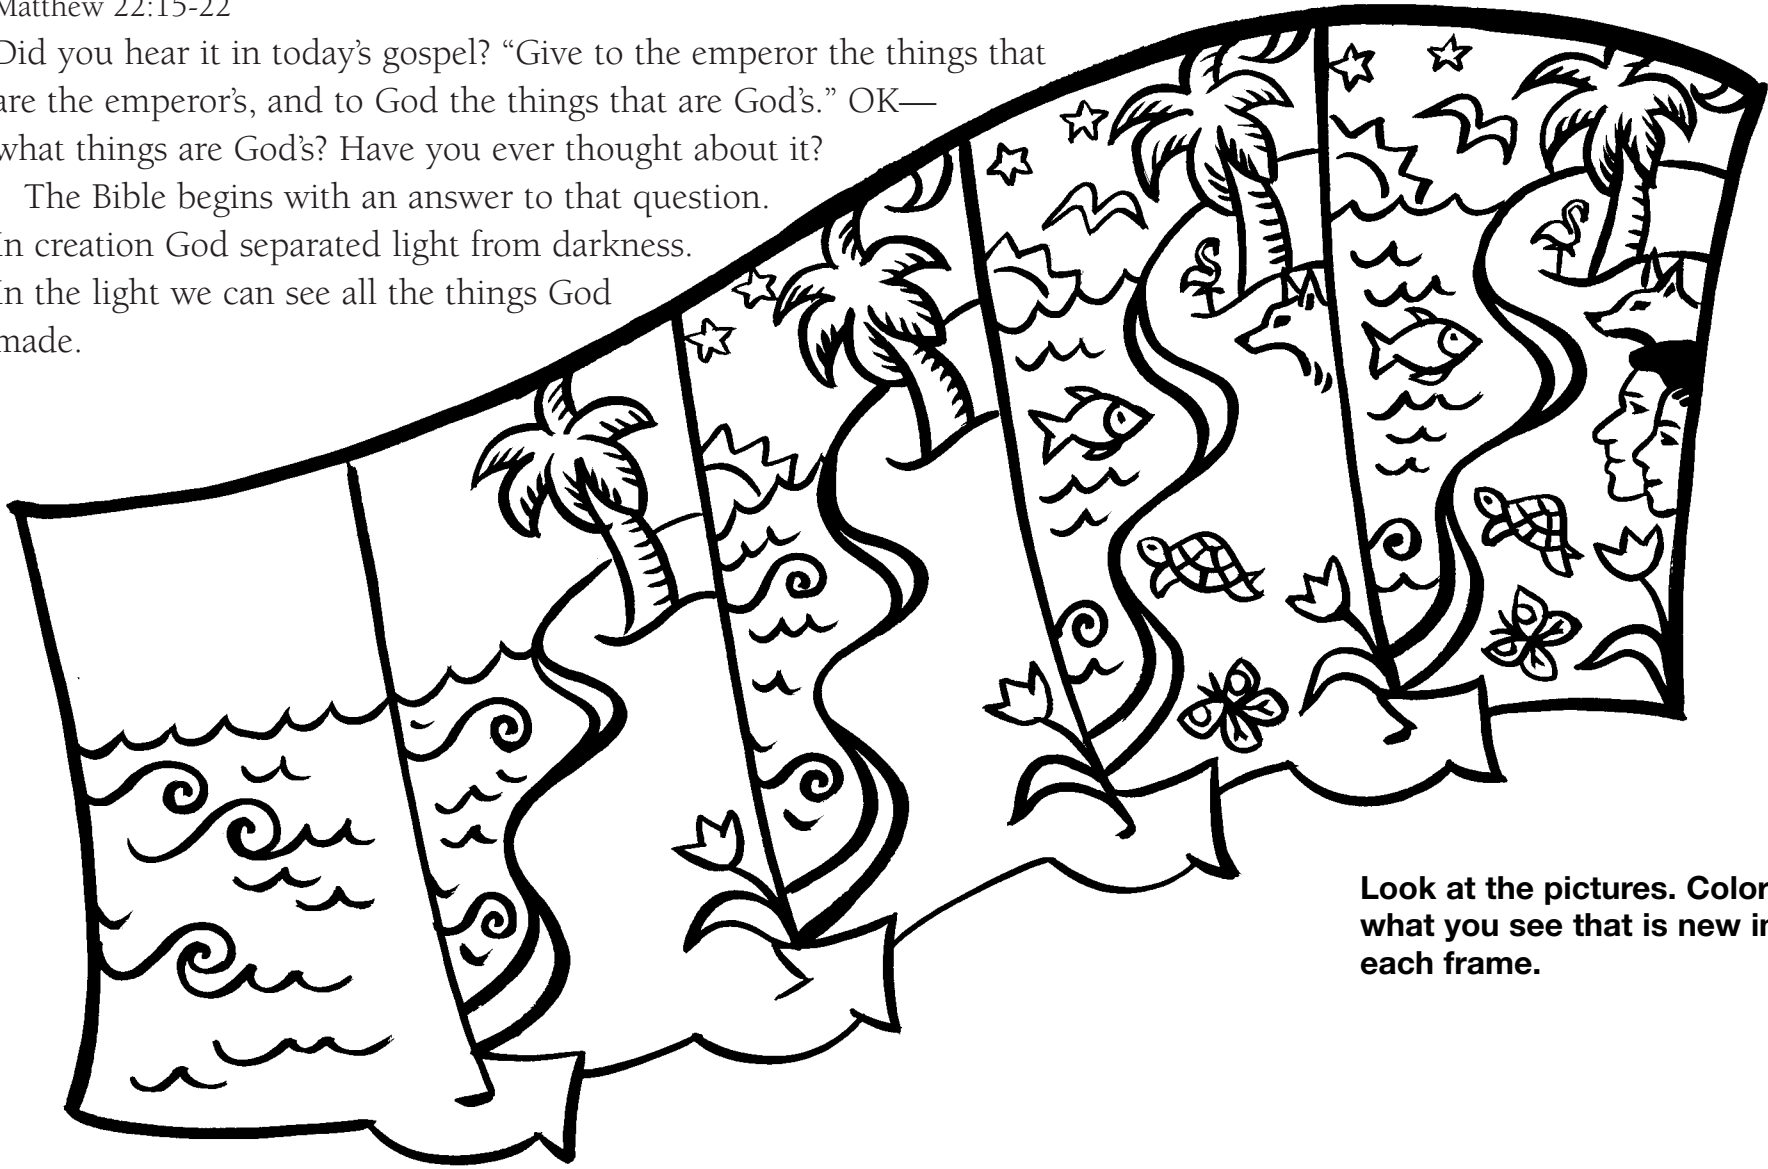 Matthew 22:15-22
Did you hear it in today's gospel? “Give to the emperor the things that
are the emperor's, and to God the things that are God's.” OK—
what things are God's? Have you ever thought about it?
The Bible begins with an answer to that question.
In creation God separated light from darkness.
In the light we can see all the things God
made.
Look at the pictures. Color
what you see that is new in
each frame.